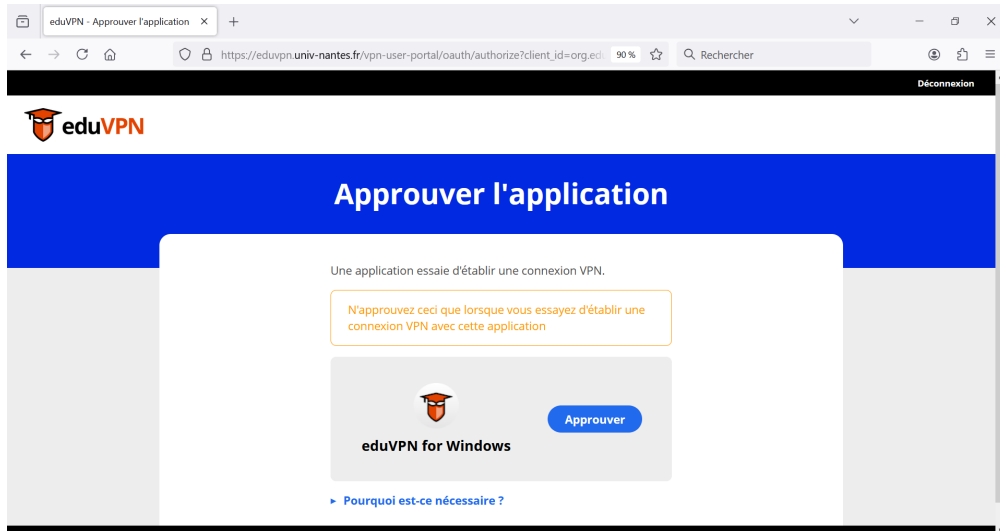 eduVPN - Approuver l'application
https://eduvpn.univ-nantes.fr/vpn-user-portal/oauth/authorize?client_id=org.edu
90 %
Rechercher
Déconnexion
eduVPN
Approuver l'application
Une application essaie d'établir une connexion VPN.
N'approuvez ceci que lorsque vous essayez d'établir une
connexion VPN avec cette application
Approuver
eduVPN for Windows
Pourquoi est-ce nécessaire ?